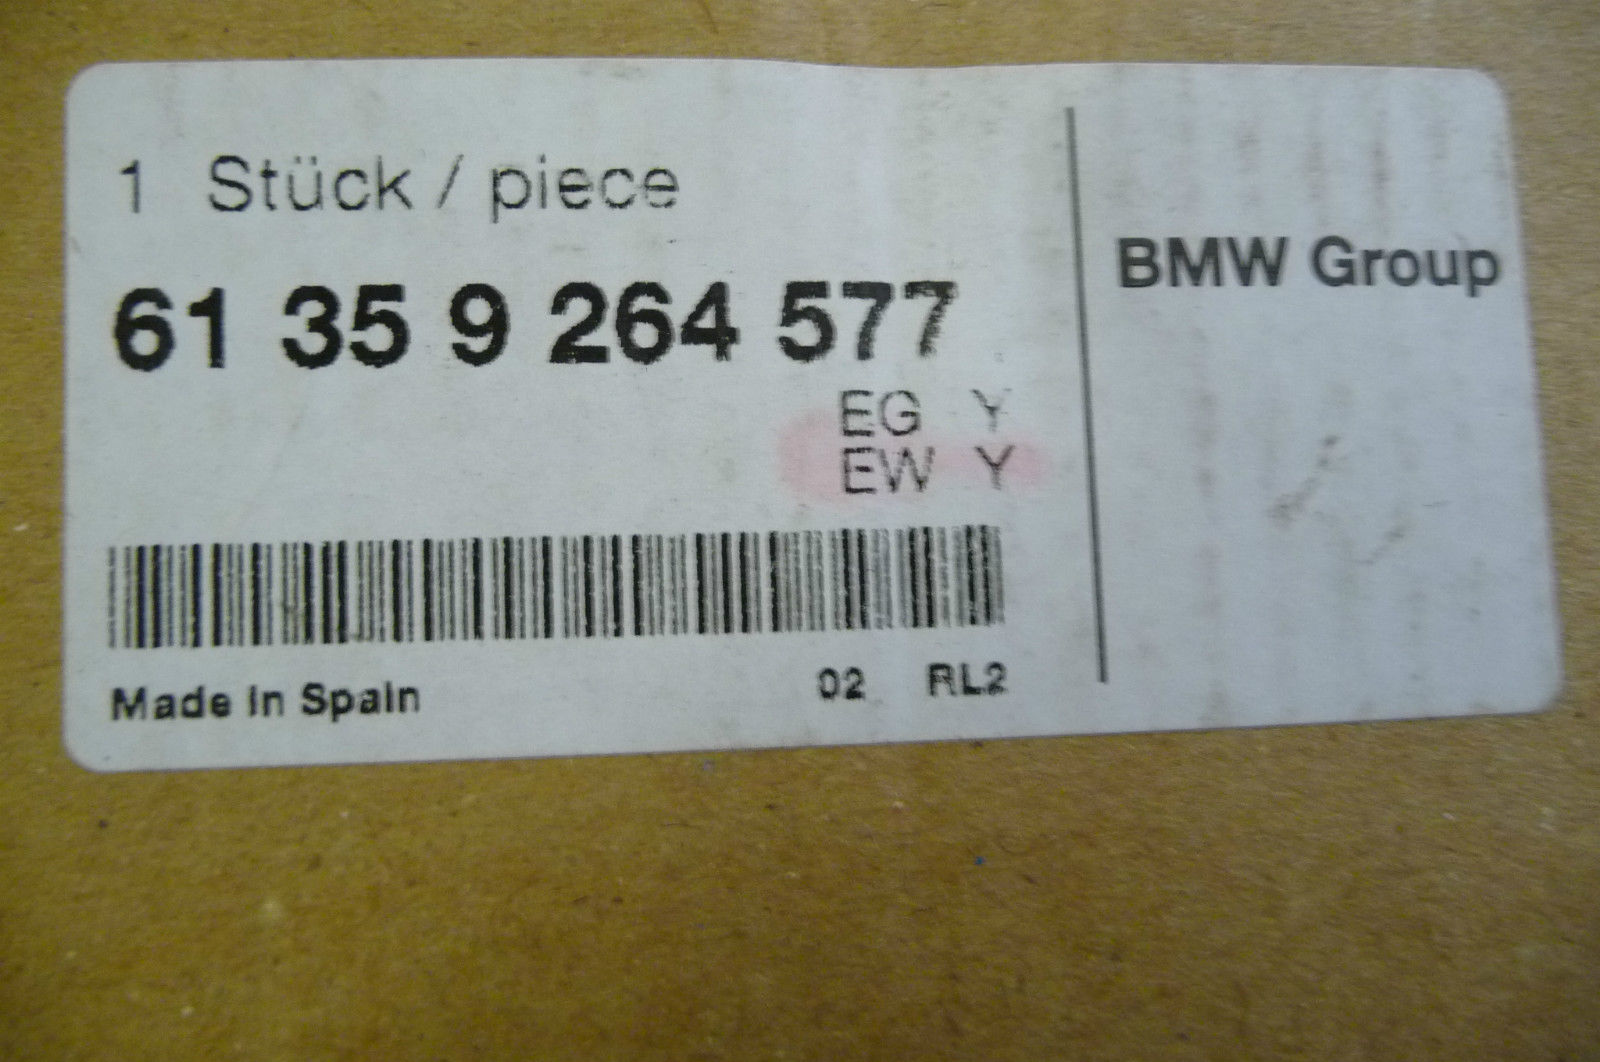 1 Stück / piece
61 35 9 264 577
EG Y
EW Y
Made in Spain
02 RL2
BMW Group